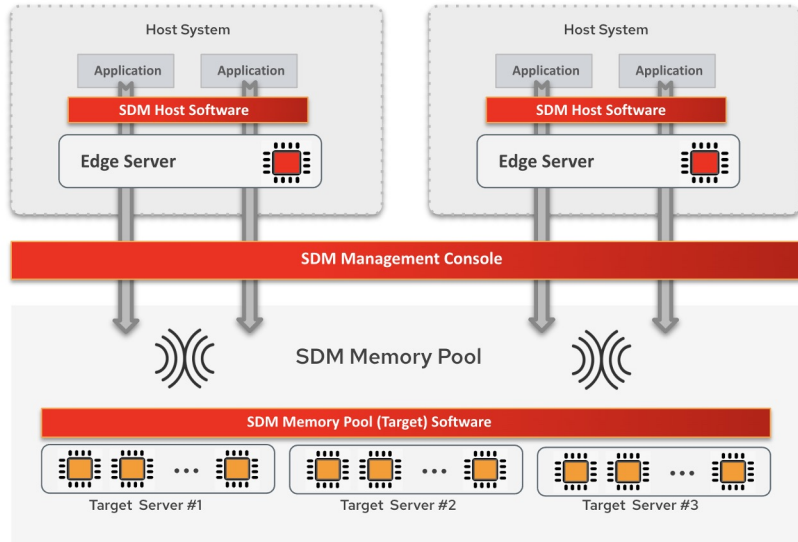 Host System
Host System
Application
Application
Application
Application
SDM Host Software
SDM Host Software
Edge Server
Edge Server
SDM Management Console
SDM Memory Pool
SDM Memory Pool (Target) Software
Target Server #1
Target Server #2
Target Server #3